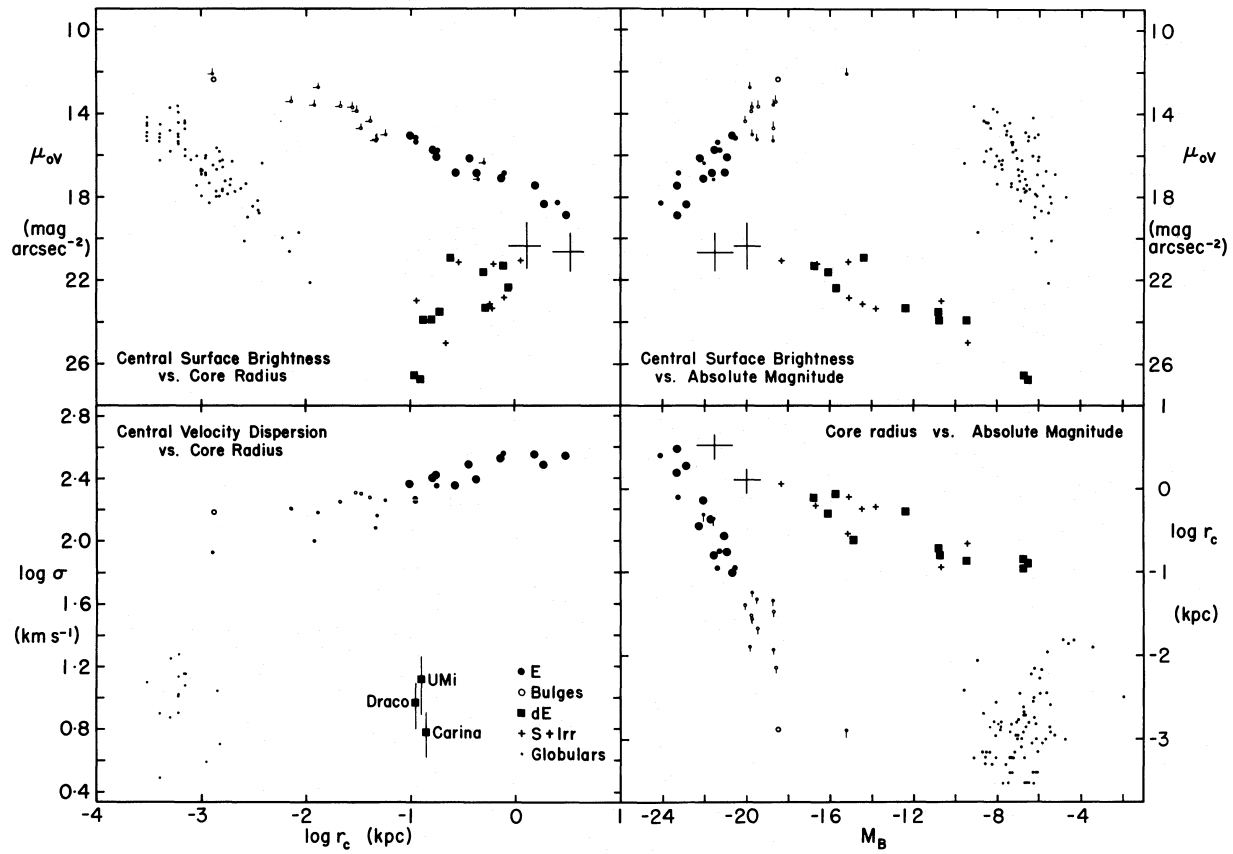 10
14
μoV
18
(mag
arcsec⁻²)
22
26
Central Surface Brightness
vs. Core Radius
10
14
μoV
18
(mag
arcsec⁻²)
22
26
Central Surface Brightness
vs. Absolute Magnitude
2·8
2·4
2·0
log σ
1·6
(km s⁻¹)
1·2
0·8
0·4
Central Velocity Dispersion
vs. Core Radius
UMi
Draco
Carina
E
Bulges
dE
S + Irr
Globulars
-4 -3 -2 -1 0
log rc (kpc)
Core radius vs. Absolute Magnitude
1
0
log rc
-1
(kpc)
-2
-3
-24 -20 -16 -12 -8 -4
MB